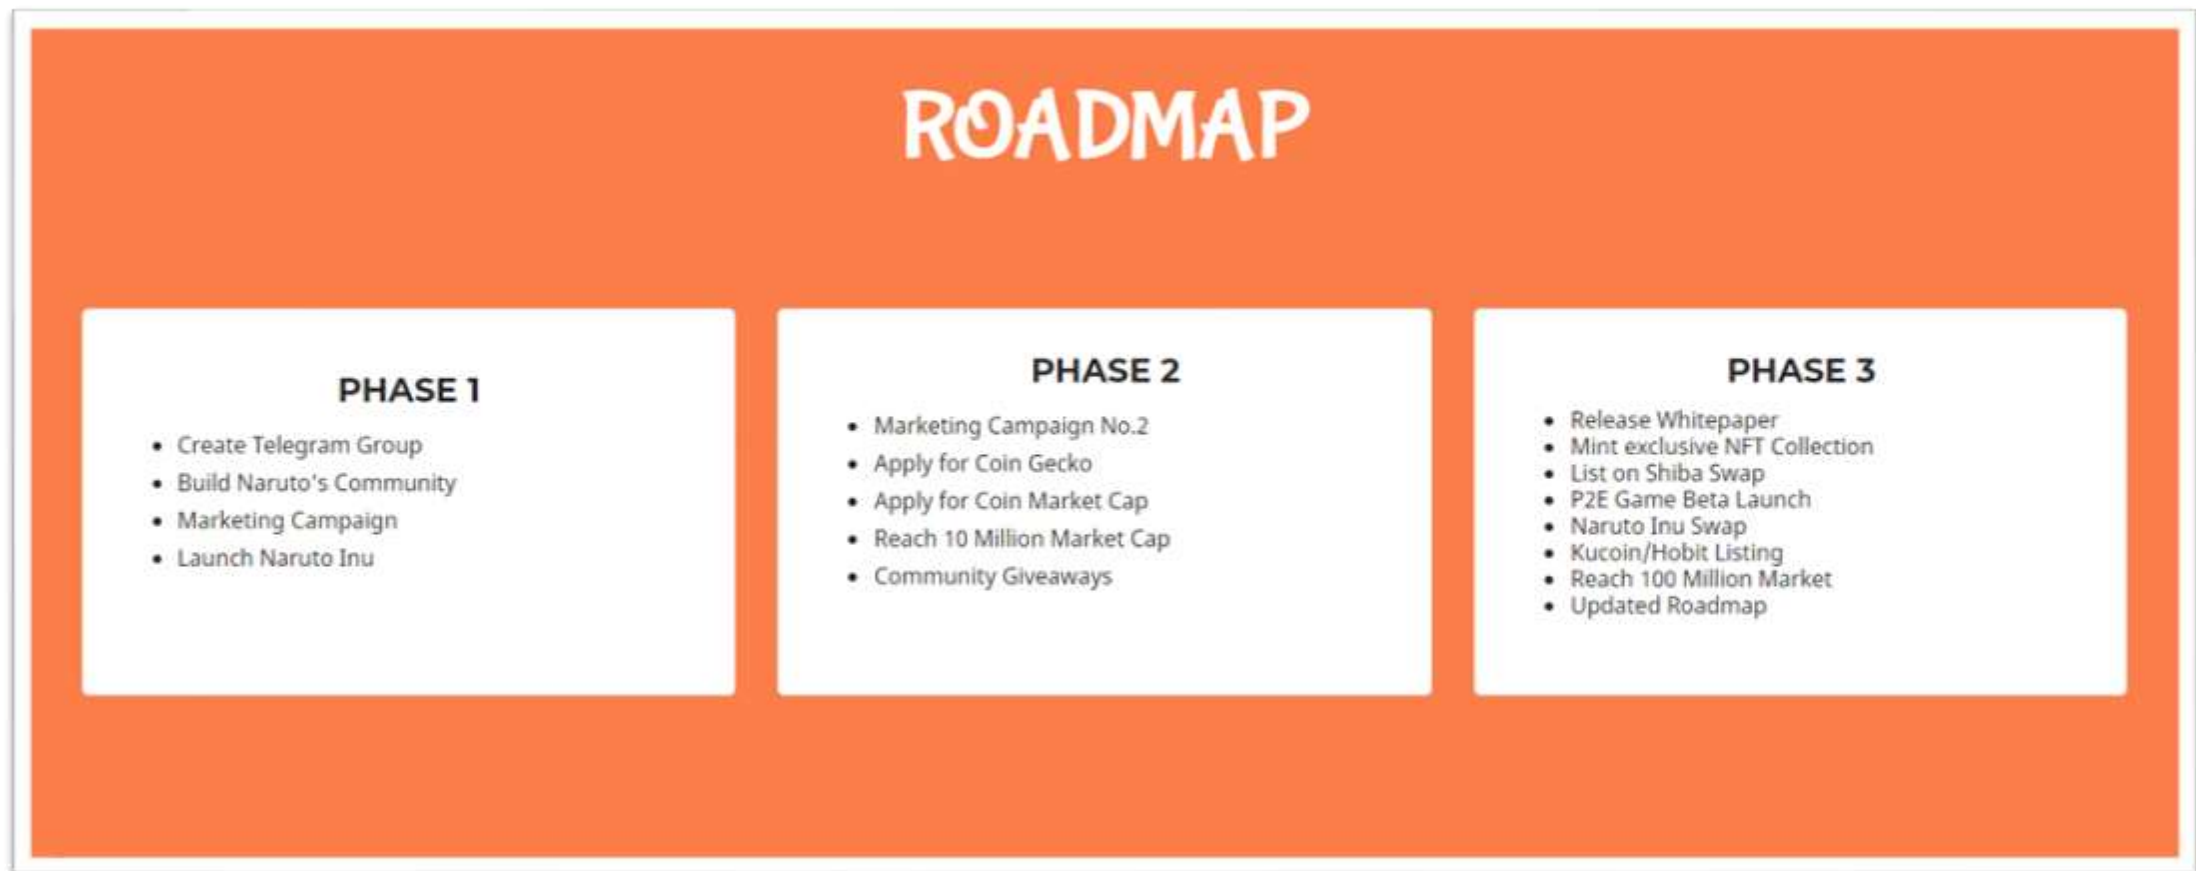 ROADMAP
PHASE 1
• Create Telegram Group
• Build Naruto's Community
• Marketing Campaign
• Launch Naruto Inu
PHASE 2
• Marketing Campaign No.2
• Apply for Coin Gecko
• Apply for Coin Market Cap
• Reach 10 Million Market Cap
• Community Giveaways
PHASE 3
• Release Whitepaper
• Mint exclusive NFT Collection
• List on Shiba Swap
• P2E Game Beta Launch
• Naruto Inu Swap
• Kucoin/Hobit Listing
• Reach 100 Million Market
• Updated Roadmap